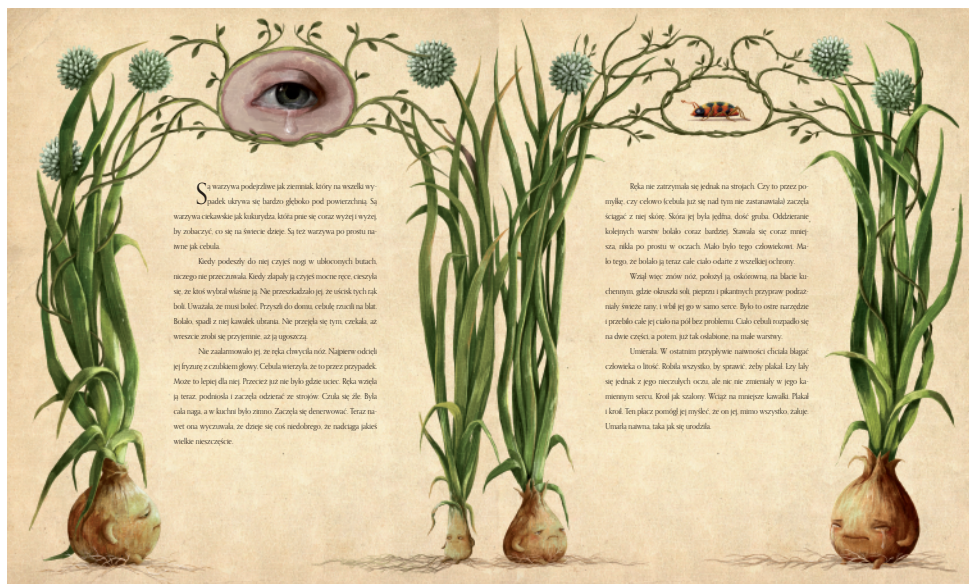 Są warzywa podejrzliwe jak ziemniak, który na wszelki wy-
padek ukrywa się bardzo głęboko pod powierzchnią. Są
warzywa ciekawskie jak kukurydza, która pnie się coraz wyżej i wyżej,
by zobaczyć, co się na świecie dzieje. Są też warzywa po prostu na-
iwne jak cebula.
Kiedy podeszły do niej czyjeś nogi w ubłoconych butach,
niczego nie przeczuwała. Kiedy złapały ją czyjeś mocne ręce, cieszyła
się, że ktoś wybrał właśnie ją. Nie przeszkadzało jej, że uścisk tych rąk
boli. Uważała, że musi boleć. Przyszli do domu, cebulę rzucili na blat.
Bolało, spadł z niej kawałek ubrania. Nie przejęła się tym, czekała, aż
wreszcie zrobi się przyjemnie, aż ją ugoszczą.
Nie zaalarmowało jej, że ręka chwyciła nóż. Najpierw odcięli
jej fryzurę z czubkiem głowy. Cebula wierzyła, że to przez przypadek.
Może to lepiej dla niej. Przecież już nie było gdzie uciec. Ręka wzięła
ją teraz, podniosła i zaczęła odzierać ze strojów. Czuła się źle. Była
cała naga, a w kuchni było zimno. Zaczęła się denerwować. Teraz na-
wet ona wyczuwała, że dzieje się coś niedobrego, że nadciąga jakieś
wielkie nieszczęście.
Ręka nie zatrzymała się jednak na strojach. Czy to przez po-
myłkę, czy celowo (cebula już się nad tym nie zastanawiała) zaczęła
ściągać z niej skórę. Skóra jej była jędrna, dość gruba. Oddzieranie
kolejnych warstw bolało coraz bardziej. Stawała się coraz mniej-
sza, nikła po prostu w oczach. Mało było tego człowiekowi. Ma-
ło tego, że bolało ją teraz całe ciało odarte z wszelkiej ochrony.
Wziął więc znów nóż, położył ją, oskórowną, na blacie ku-
chennym, gdzie okruszki soli, pieprzu i pikantnych przypraw podraż-
niały świeże rany, i wbił jej go w samo serce. Było to ostre narzędzie
i przebiło całe jej ciało na pół bez problemu. Ciało cebuli rozpadło się
na dwie części, a potem, już tak osłabione, na małe warstwy.
Umierała. W ostatnim przypływie naiwności chciała błagać
człowieka o litość. Robiła wszystko, by sprawić, żeby płakał. Łzy lały
się jednak z jego nieczułych oczu, ale nic nie zmieniały w jego ka-
miennym sercu. Kroił jak szalony. Wciąż na mniejsze kawałki. Płakał
i kroił. Ten płacz pomógł jej myśleć, że on jej, mimo wszystko, żałuje.
Umarła naiwna, taka jak się urodziła.